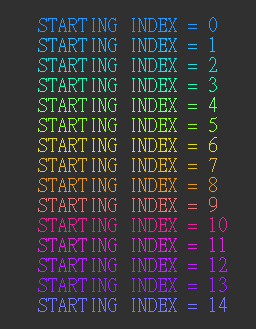 STARTING INDEX = 0
STARTING INDEX = 1
STARTING INDEX = 2
STARTING INDEX = 3
STARTING INDEX = 4
STARTING INDEX = 5
STARTING INDEX = 6
STARTING INDEX = 7
STARTING INDEX = 8
STARTING INDEX = 9
STARTING INDEX = 10
STARTING INDEX = 11
STARTING INDEX = 12
STARTING INDEX = 13
STARTING INDEX = 14